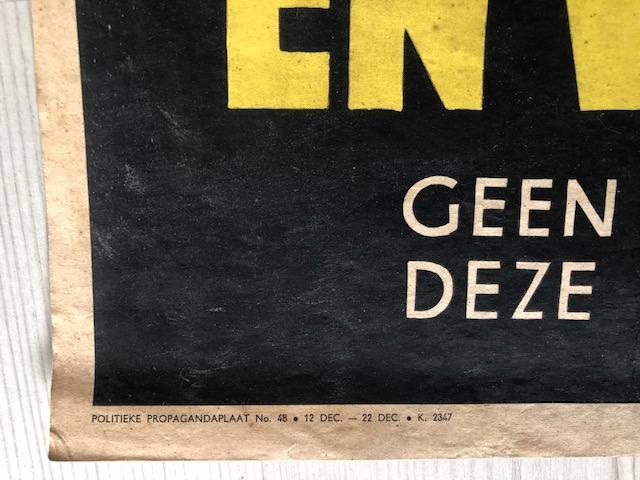 EN
GEEN
DEZE
POLITIEKE PROPAGANDAPLAAT No. 48 • 12 DEC. — 22 DEC. • K. 2347